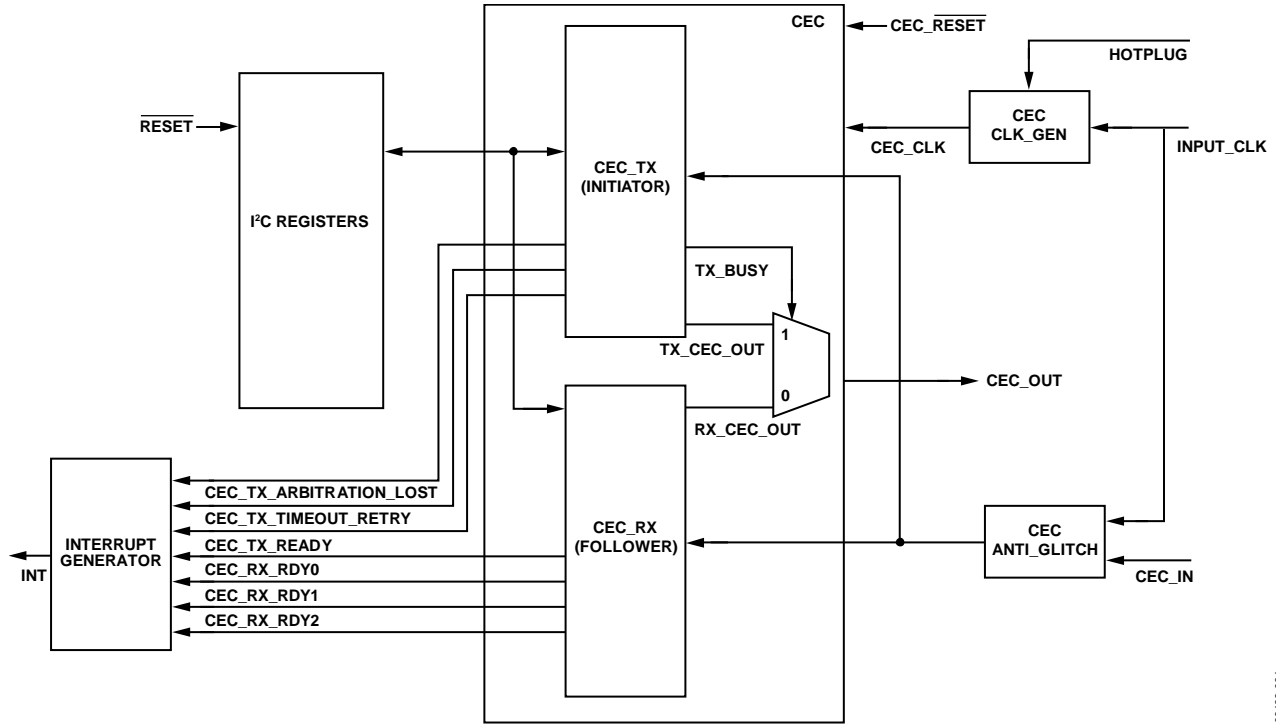 CEC
CEC_RESET
HOTPLUG
CEC
CLK_GEN
RESET
CEC_CLK
INPUT_CLK
CEC_TX
(INITIATOR)
I²C REGISTERS
TX_BUSY
1
TX_CEC_OUT
CEC_OUT
0
RX_CEC_OUT
CEC_TX_ARBITRATION_LOST
CEC_TX_TIMEOUT_RETRY
CEC_RX
(FOLLOWER)
CEC
ANTI_GLITCH
INTERRUPT
GENERATOR
CEC_TX_READY
INT
CEC_RX_RDY0
CEC_IN
CEC_RX_RDY1
CEC_RX_RDY2